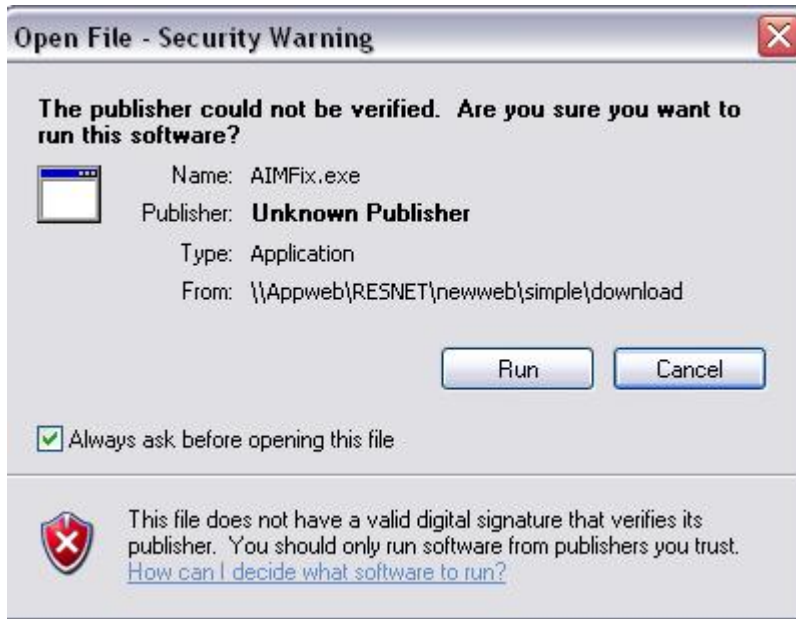 Open File - Security Warning
The publisher could not be verified.  Are you sure you want to
run this software?
Name: AIMFix.exe
Publisher: Unknown Publisher
Type: Application
From: \\Appweb\RESNET\newweb\simple\download
Run Cancel
Always ask before opening this file
This file does not have a valid digital signature that verifies its
publisher.  You should only run software from publishers you trust.
How can I decide what software to run?